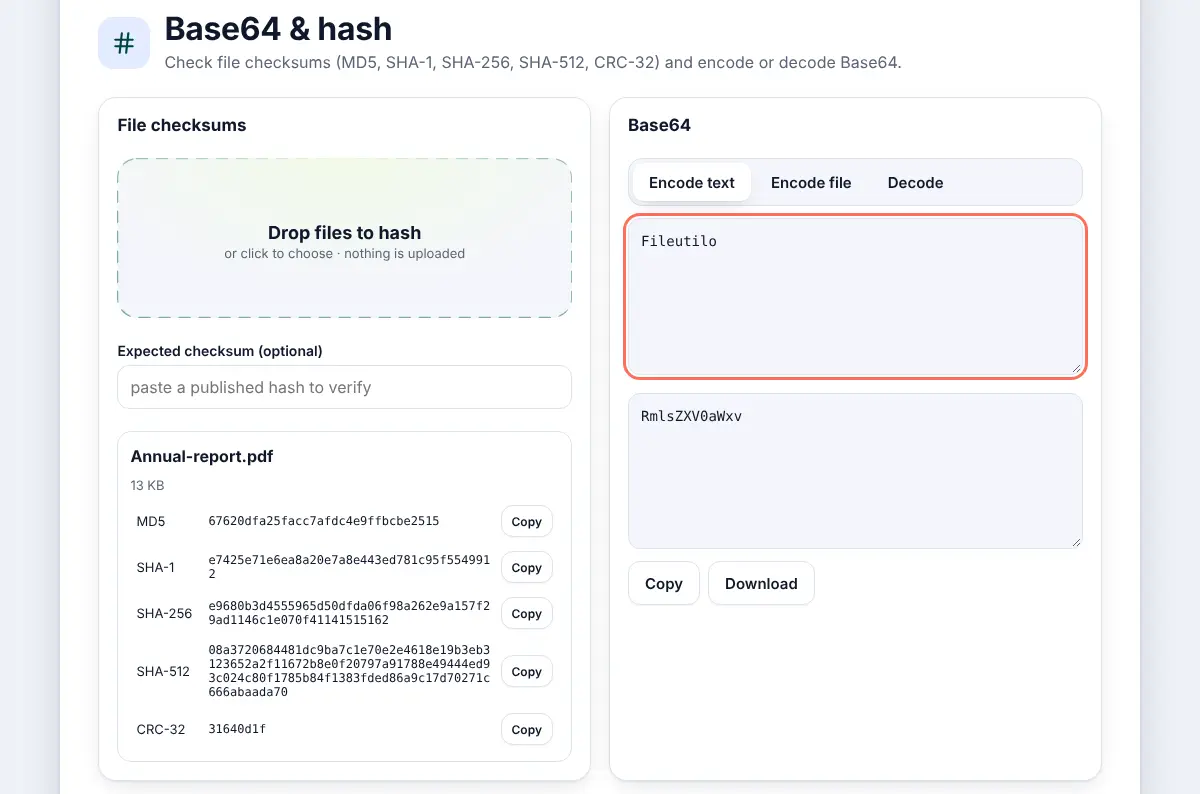 #
Base64 & hash
Check file checksums (MD5, SHA-1, SHA-256, SHA-512, CRC-32) and encode or decode Base64.
File checksums
Drop files to hash
or click to choose · nothing is uploaded
Expected checksum (optional)
paste a published hash to verify
Annual-report.pdf
13 KB
MD5 67620dfa25facc7afdc4e9ffbcbe2515 Copy
SHA-1 e7425e71e6ea8a20e7a8e443ed781c95f554991
2 Copy
SHA-256 e9680b3d4555965d50dfda06f98a262e9a157f2
9ad1146c1e070f41141515162 Copy
SHA-512 08a3720684481dc9ba7c1e70e2e4618e19b3eb3
123652a2f11672b8e0f20797a91788e49444ed9
3c024c80f1785b84f1383fded86a9c17d70271c
666abaada70 Copy
CRC-32 31640d1f Copy
Base64
Encode text Encode file Decode
Fileutilo
RmlsZXV0aWxv
Copy Download